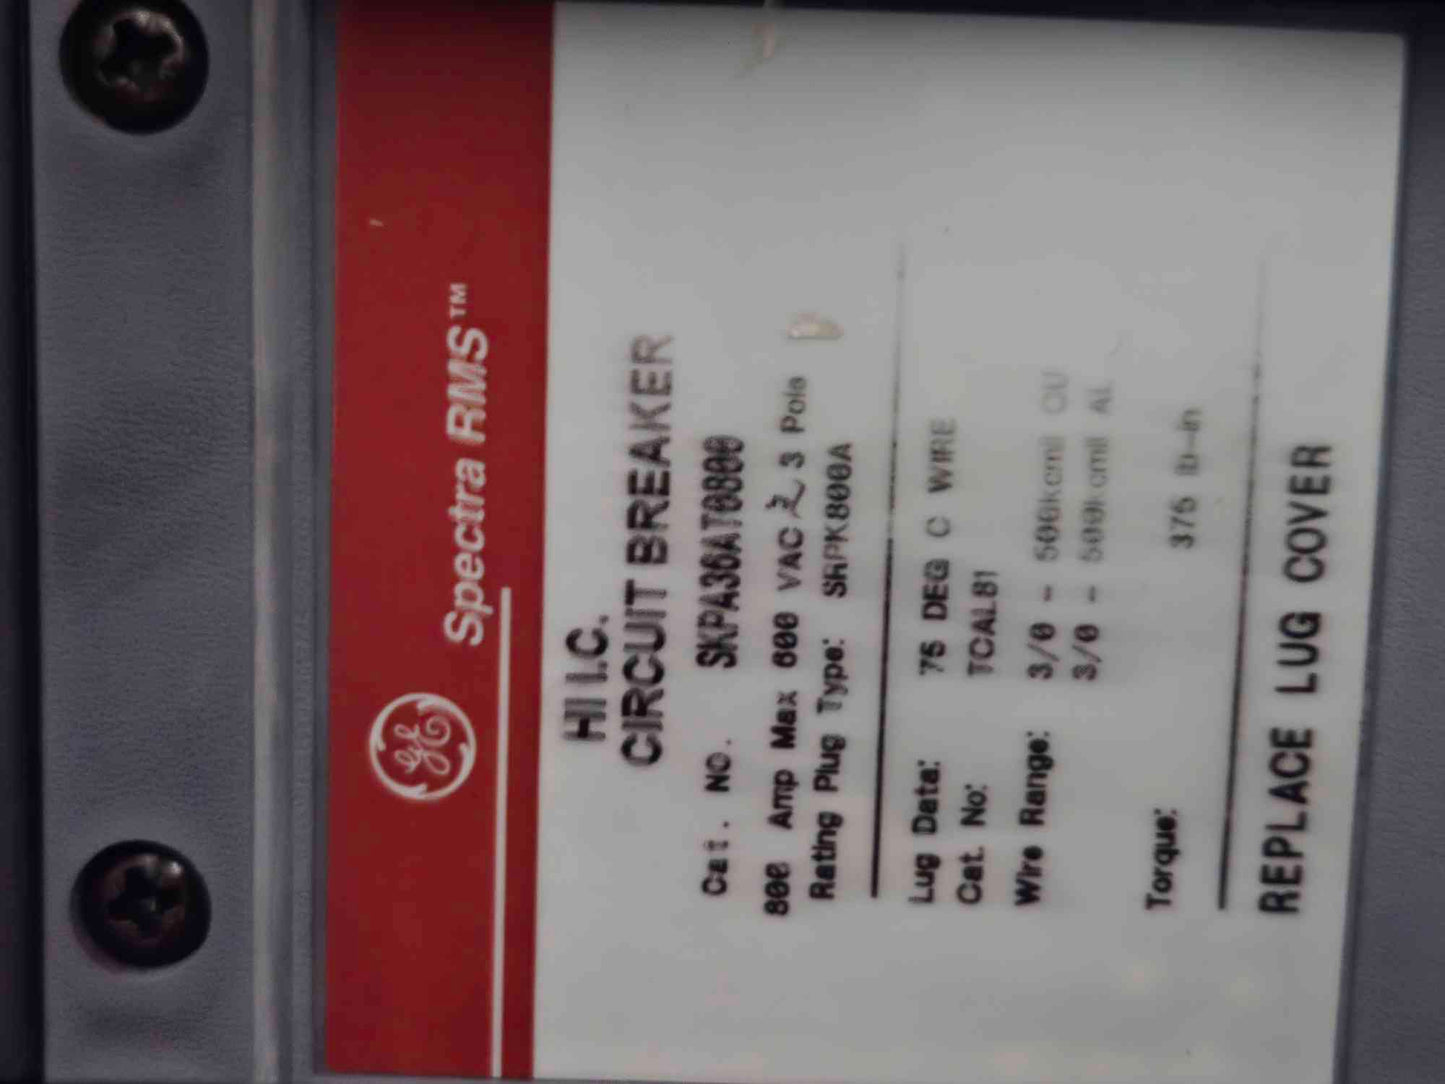 GE
Spectra RMS™
HI I.C.
CIRCUIT BREAKER
Cat. NO. SKPA36AT0800
800 Amp Max 600 VAC 3 Pole
Rating Plug Type: SRPK800A
Lug Data: 75 DEG C WIRE
Cat. No: TCAL81
Wire Range: 3/0 - 500kcmil CU
3/0 - 500kcmil AL
Torque: 375 lb-in
REPLACE LUG COVER